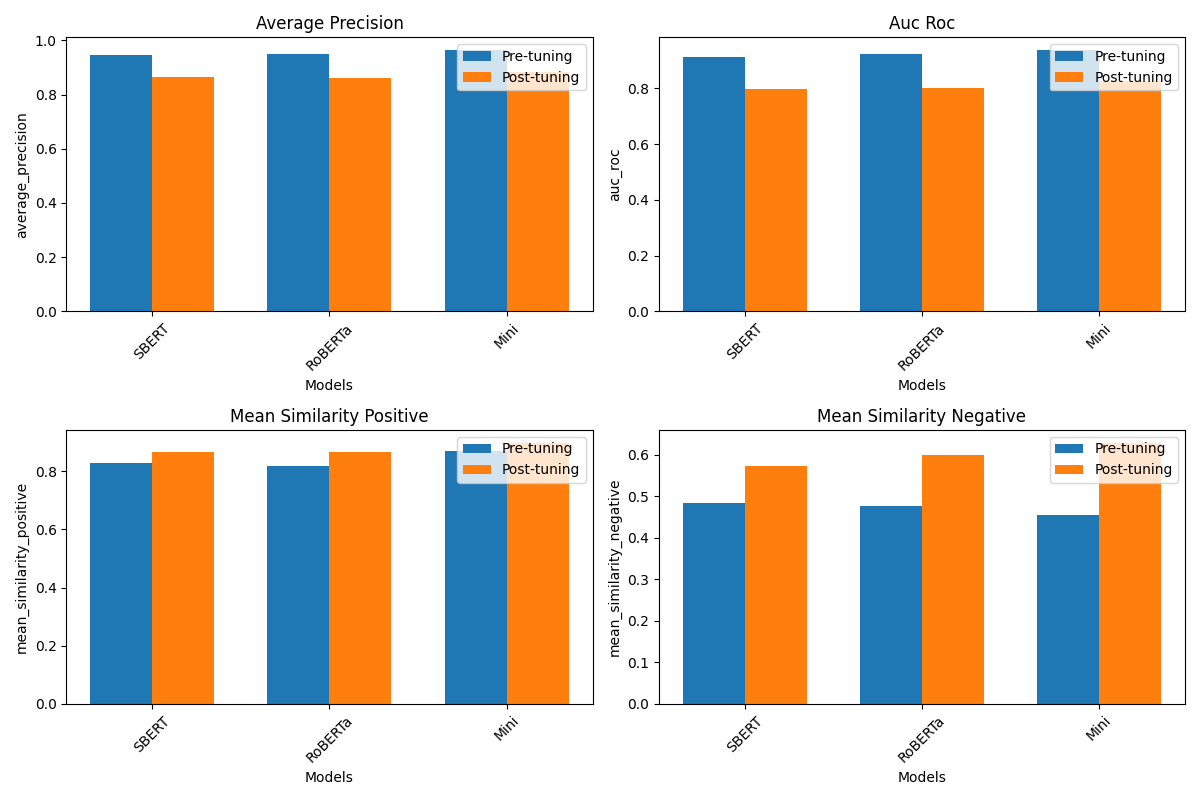 Average Precision
1.0
0.8
0.6
0.4
0.2
0.0
average_precision
Pre-tuning
Post-tuning
SBERT
RoBERTa
Mini
Models
Auc Roc
0.8
0.6
0.4
0.2
0.0
auc_roc
Pre-tuning
Post-tuning
SBERT
RoBERTa
Mini
Models
Mean Similarity Positive
0.8
0.6
0.4
0.2
0.0
mean_similarity_positive
Pre-tuning
Post-tuning
SBERT
RoBERTa
Mini
Models
Mean Similarity Negative
0.6
0.5
0.4
0.3
0.2
0.1
0.0
mean_similarity_negative
Pre-tuning
Post-tuning
SBERT
RoBERTa
Mini
Models